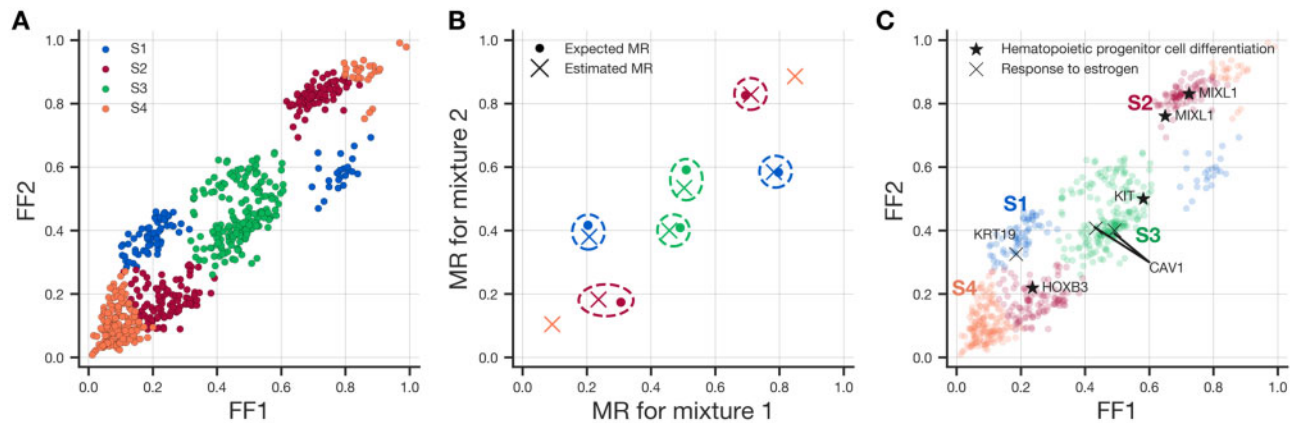 A
1.0
0.8
0.6
0.4
0.2
0.0
FF2
S1
S2
S3
S4
0.0 0.2 0.4 0.6 0.8 1.0
FF1
B
1.0
0.8
0.6
0.4
0.2
0.0
MR for mixture 2
Expected MR
Estimated MR
0.0 0.2 0.4 0.6 0.8 1.0
MR for mixture 1
C
1.0
0.8
0.6
0.4
0.2
0.0
FF2
Hematopoietic progenitor cell differentiation
Response to estrogen
S2
MIXL1
MIXL1
KIT
S1
KRT19
S3
CAV1
S4
HOXB3
0.0 0.2 0.4 0.6 0.8 1.0
FF1